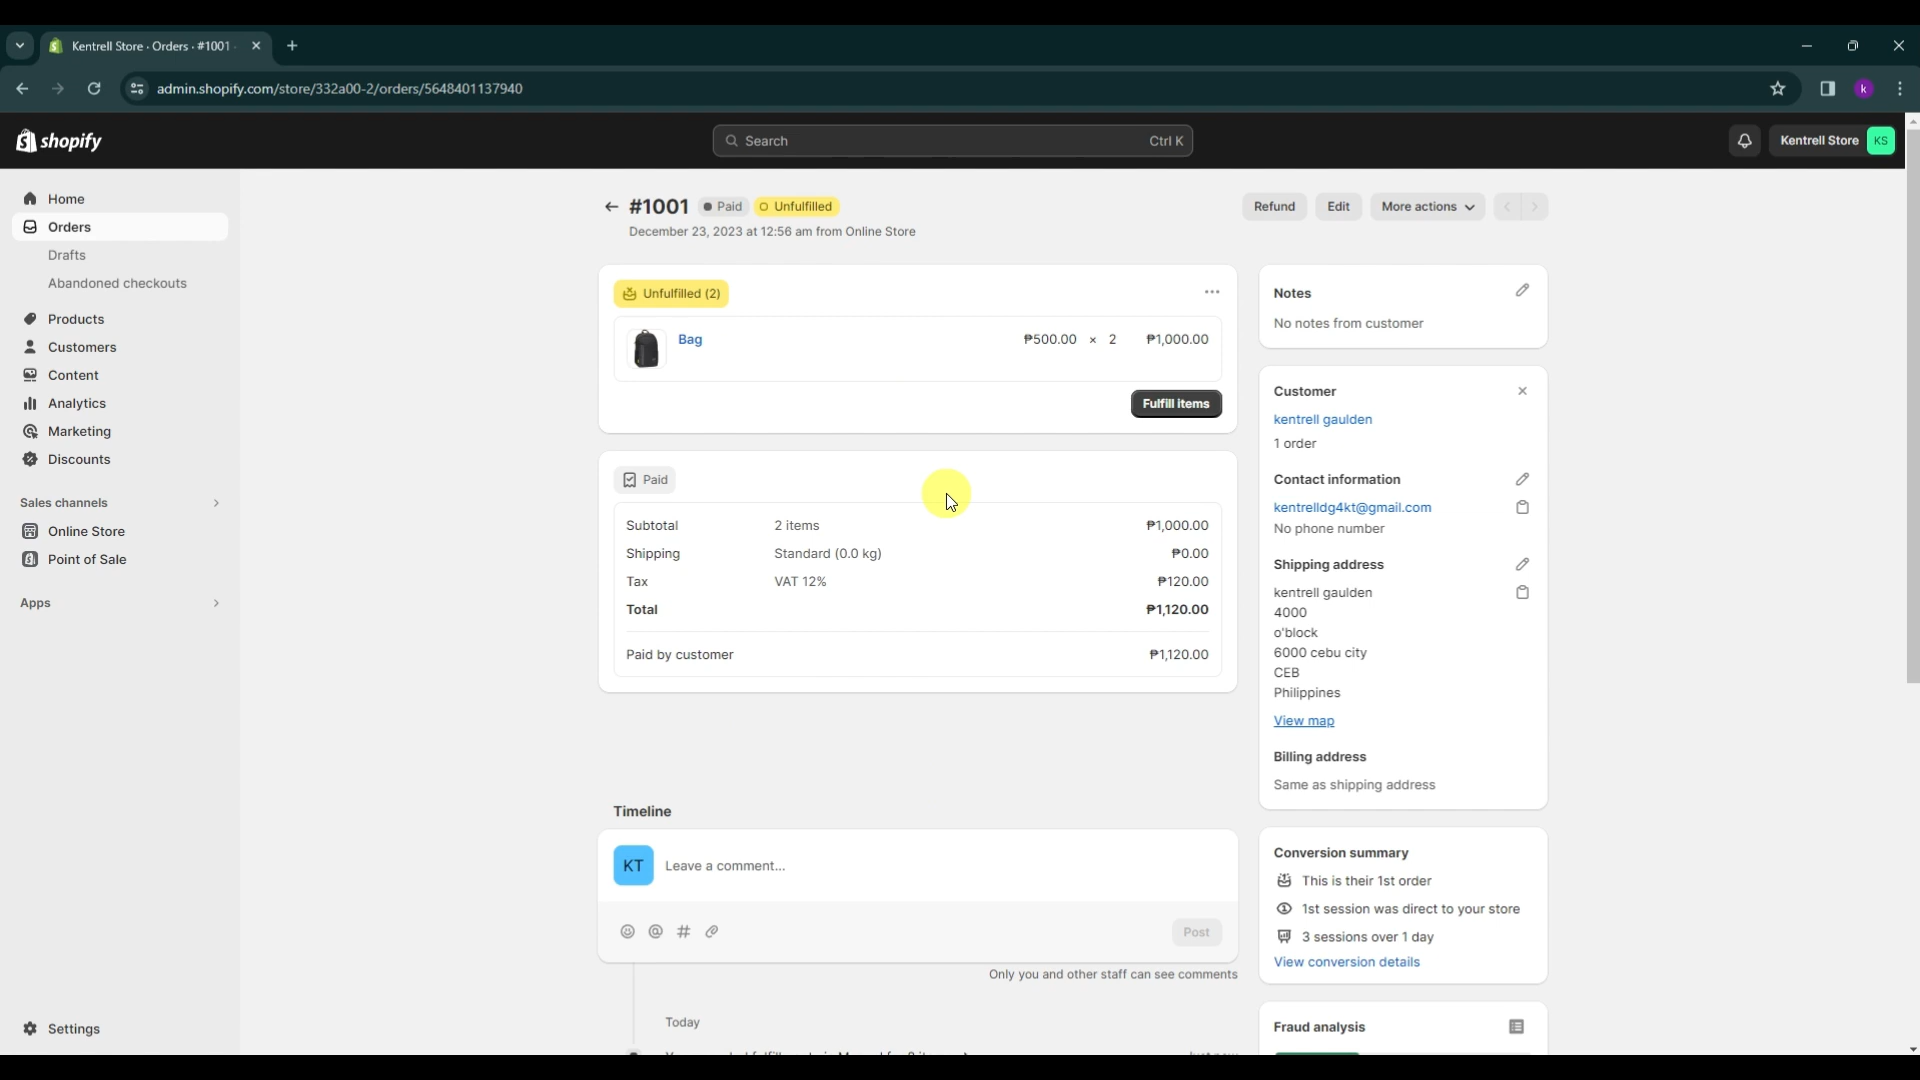 Kentrell Store · Orders · #1001
admin.shopify.com/store/332a00-2/orders/5648401137940
k
shopify
Search
Ctrl K
Kentrell Store
KS
Home
Orders
Drafts
Abandoned checkouts
Products
Customers
Content
Analytics
Marketing
Discounts
Sales channels
Online Store
Point of Sale
Apps
Settings
#1001
Paid
Unfulfilled
Refund
Edit
More actions
December 23, 2023 at 12:56 am from Online Store
Unfulfilled (2)
Bag
₱500.00 × 2 ₱1,000.00
Fulfill items
Paid
Subtotal 2 items ₱1,000.00
Shipping Standard (0.0 kg) ₱0.00
Tax VAT 12% ₱120.00
Total ₱1,120.00
Paid by customer ₱1,120.00
Timeline
KT
Leave a comment...
Post
Only you and other staff can see comments
Today
Notes
No notes from customer
Customer
kentrell gaulden
1 order
Contact information
kentrelldg4kt@gmail.com
No phone number
Shipping address
kentrell gaulden
4000
o'block
6000 cebu city
CEB
Philippines
View map
Billing address
Same as shipping address
Conversion summary
This is their 1st order
1st session was direct to your store
3 sessions over 1 day
View conversion details
Fraud analysis